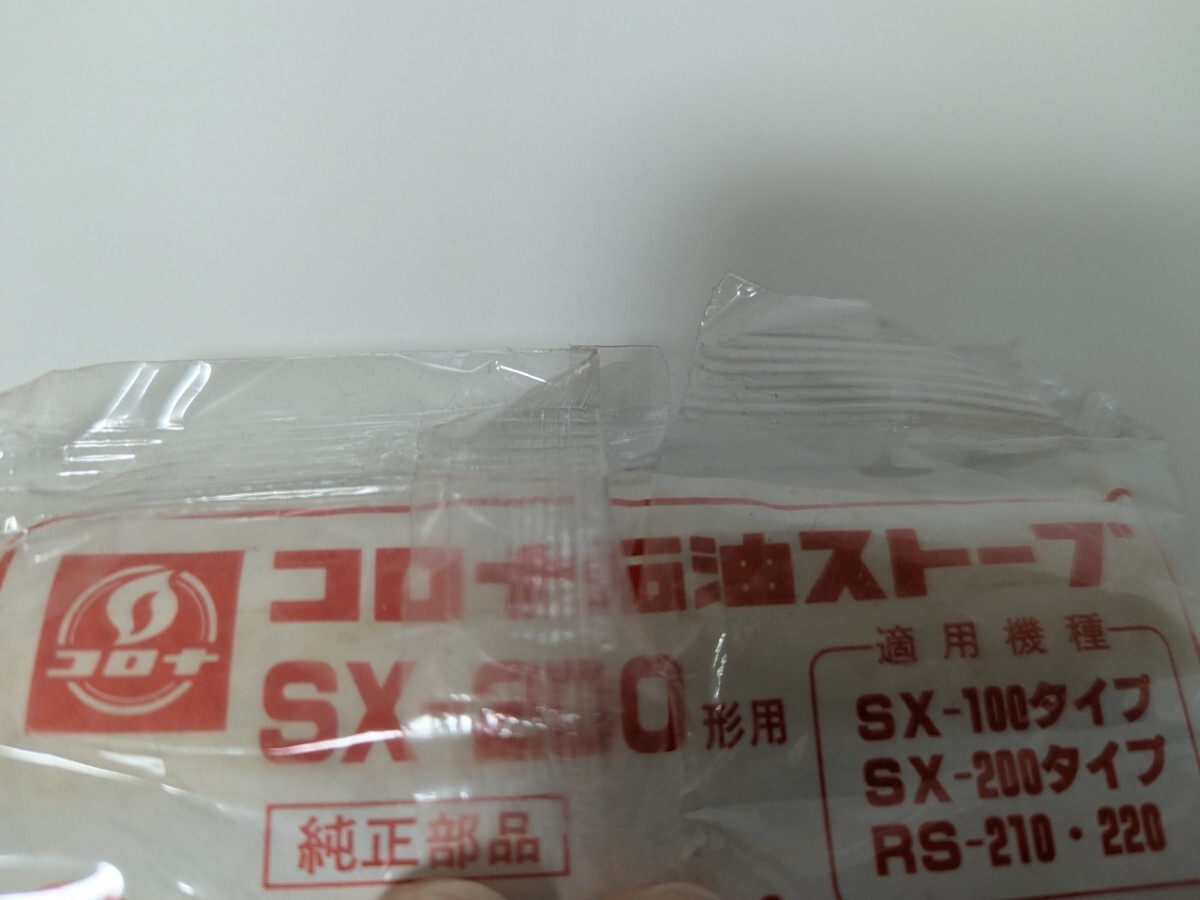 コロナ
コロナ石油ストーブ
形用
純正部品
適用機種
SX-100タイプ
SX-200タイプ
RS-210・220